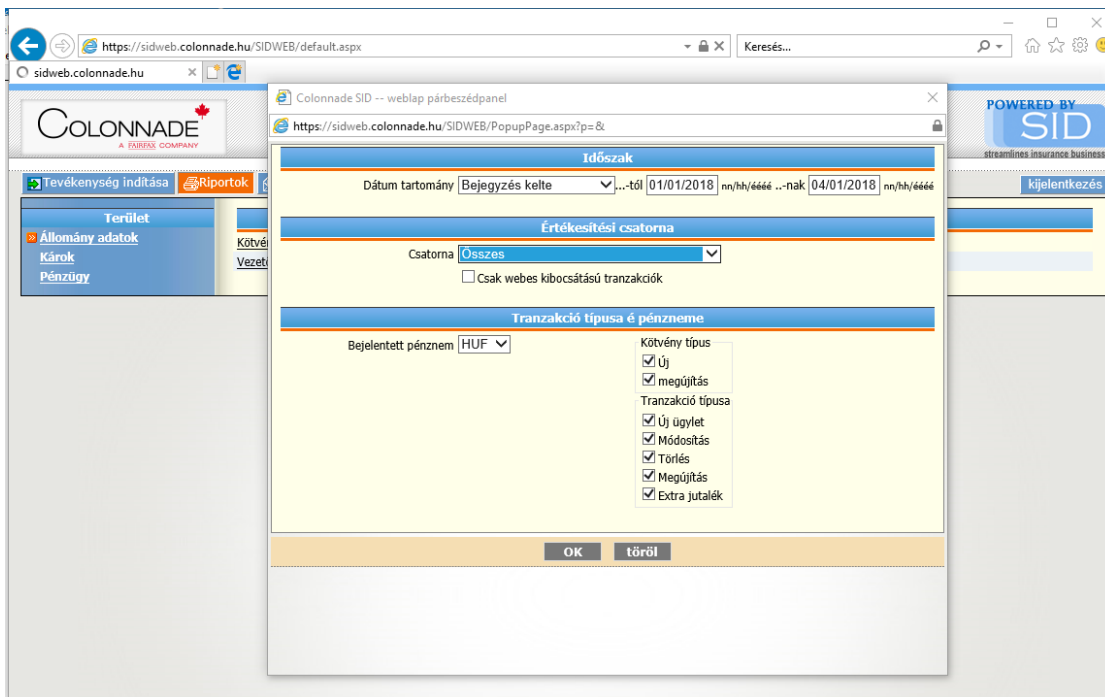 https://sidweb.colonnade.hu/SIDWEB/default.aspx
Keresés...
sidweb.colonnade.hu
COLONNADE
A FAIRFAX COMPANY
POWERED BY
SID
streamlines insurance business
Tevékenység indítása
Riportok
kijelentkezés
Terület
Állomány adatok
Károk
Pénzügy
Colonnade SID -- weblap párbeszédpanel
https://sidweb.colonnade.hu/SIDWEB/PopupPage.aspx?p=&
Időszak
Dátum tartomány Bejegyzés kelte ...-tól 01/01/2018 nn/hh/éééé ..-nak 04/01/2018 nn/hh/éééé
Értékesítési csatorna
Csatorna Összes
Csak webes kibocsátású tranzakciók
Tranzakció típusa é pénzneme
Bejelentett pénznem HUF
Kötvény típus
Új
megújítás
Tranzakció típusa
Új ügylet
Módosítás
Törlés
Megújítás
Extra jutalék
OK töröl